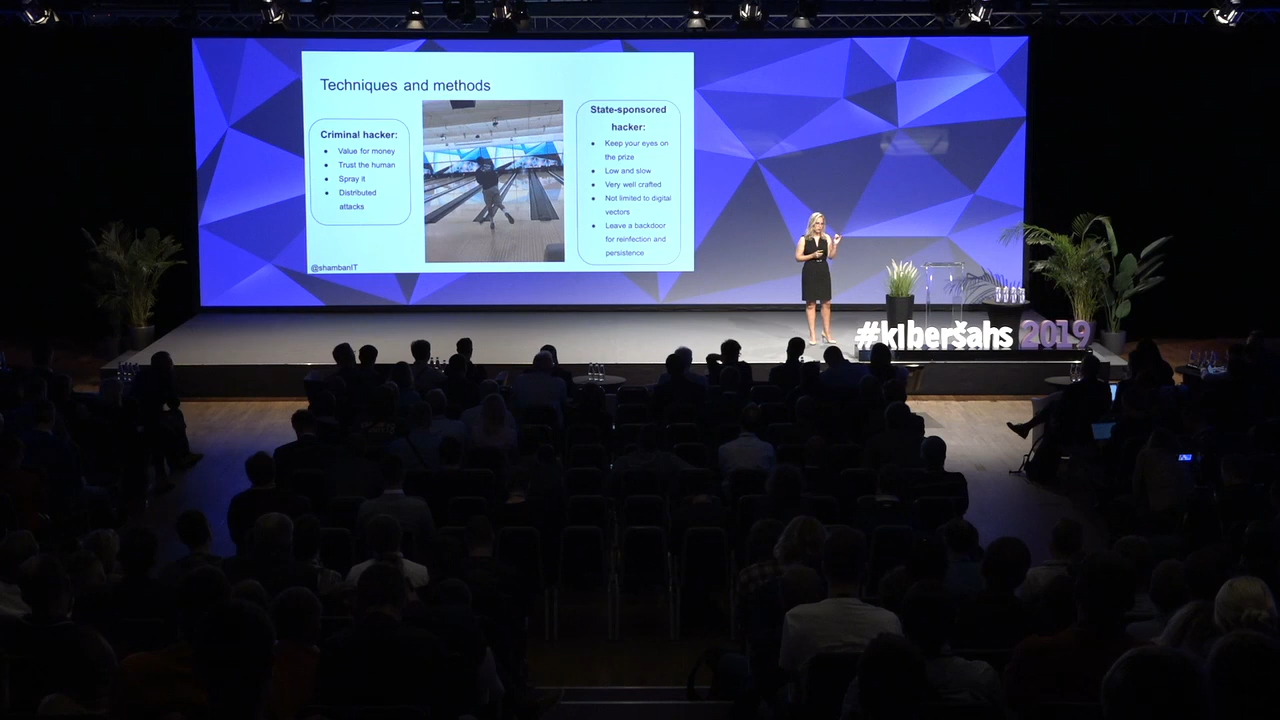 Techniques and methods
Criminal hacker:
● Value for money
● Trust the human
● Spray it
● Distributed
attacks
State-sponsored
hacker:
● Keep your eyes on
the prize
● Low and slow
● Very well crafted
● Not limited to digital
vectors
● Leave a backdoor
for reinfection and
persistence
@shambanIT
#kiberšahs 2019